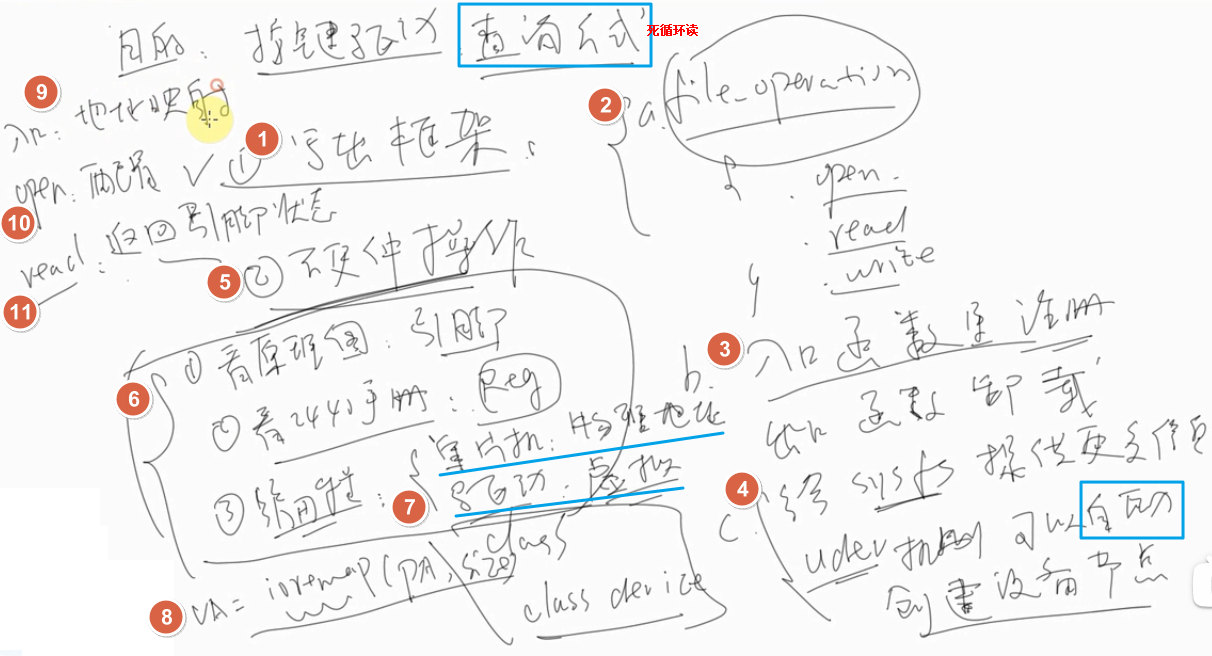 目的：按键驱动 查询方式 死循环读
9
入口：地址映射
① 写出框架
1
open：配置
10
read：返回引脚状态
11
5
② 硬件操作
6
① 看原理图：引脚
② 看2440手册：Reg
③ 编程：
单片机：物理地址
7
驱动：虚拟
8
VA = ioremap(PA, size)
class
class device
2
a. file_operation
open
read
write
3
b. 入口函数里注册
出口函数 卸载
4
c. 给 sysfs 提供更多信息
udev机制 可以自动
创建设备节点